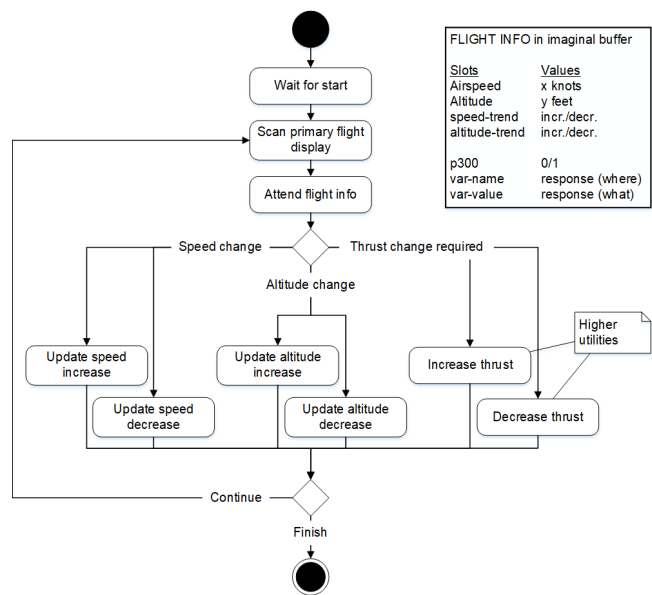 FLIGHT INFO in imaginal buffer
Slots Values
Airspeed x knots
Altitude y feet
speed-trend incr./decr.
altitude-trend incr./decr.
p300 0/1
var-name response (where)
var-value response (what)
Wait for start
Scan primary flight
display
Attend flight info
Speed change
Thrust change required
Altitude change
Higher
utilities
Update speed
increase
Update altitude
increase
Increase thrust
Update speed
decrease
Update altitude
decrease
Decrease thrust
Continue
Finish